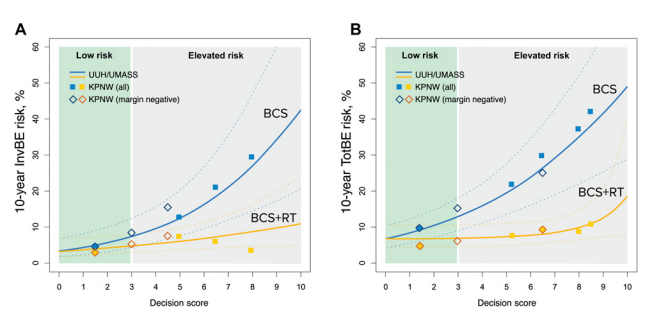 A
10-year InvBE risk, %
60
50
40
30
20
10
0
Low risk
Elevated risk
UUH/UMASS
KPNW (all)
KPNW (margin negative)
BCS
BCS+RT
0 1 2 3 4 5 6 7 8 9 10
Decision score
B
10-year TotBE risk, %
60
50
40
30
20
10
0
Low risk
Elevated risk
UUH/UMASS
KPNW (all)
KPNW (margin negative)
BCS
BCS+RT
0 1 2 3 4 5 6 7 8 9 10
Decision score